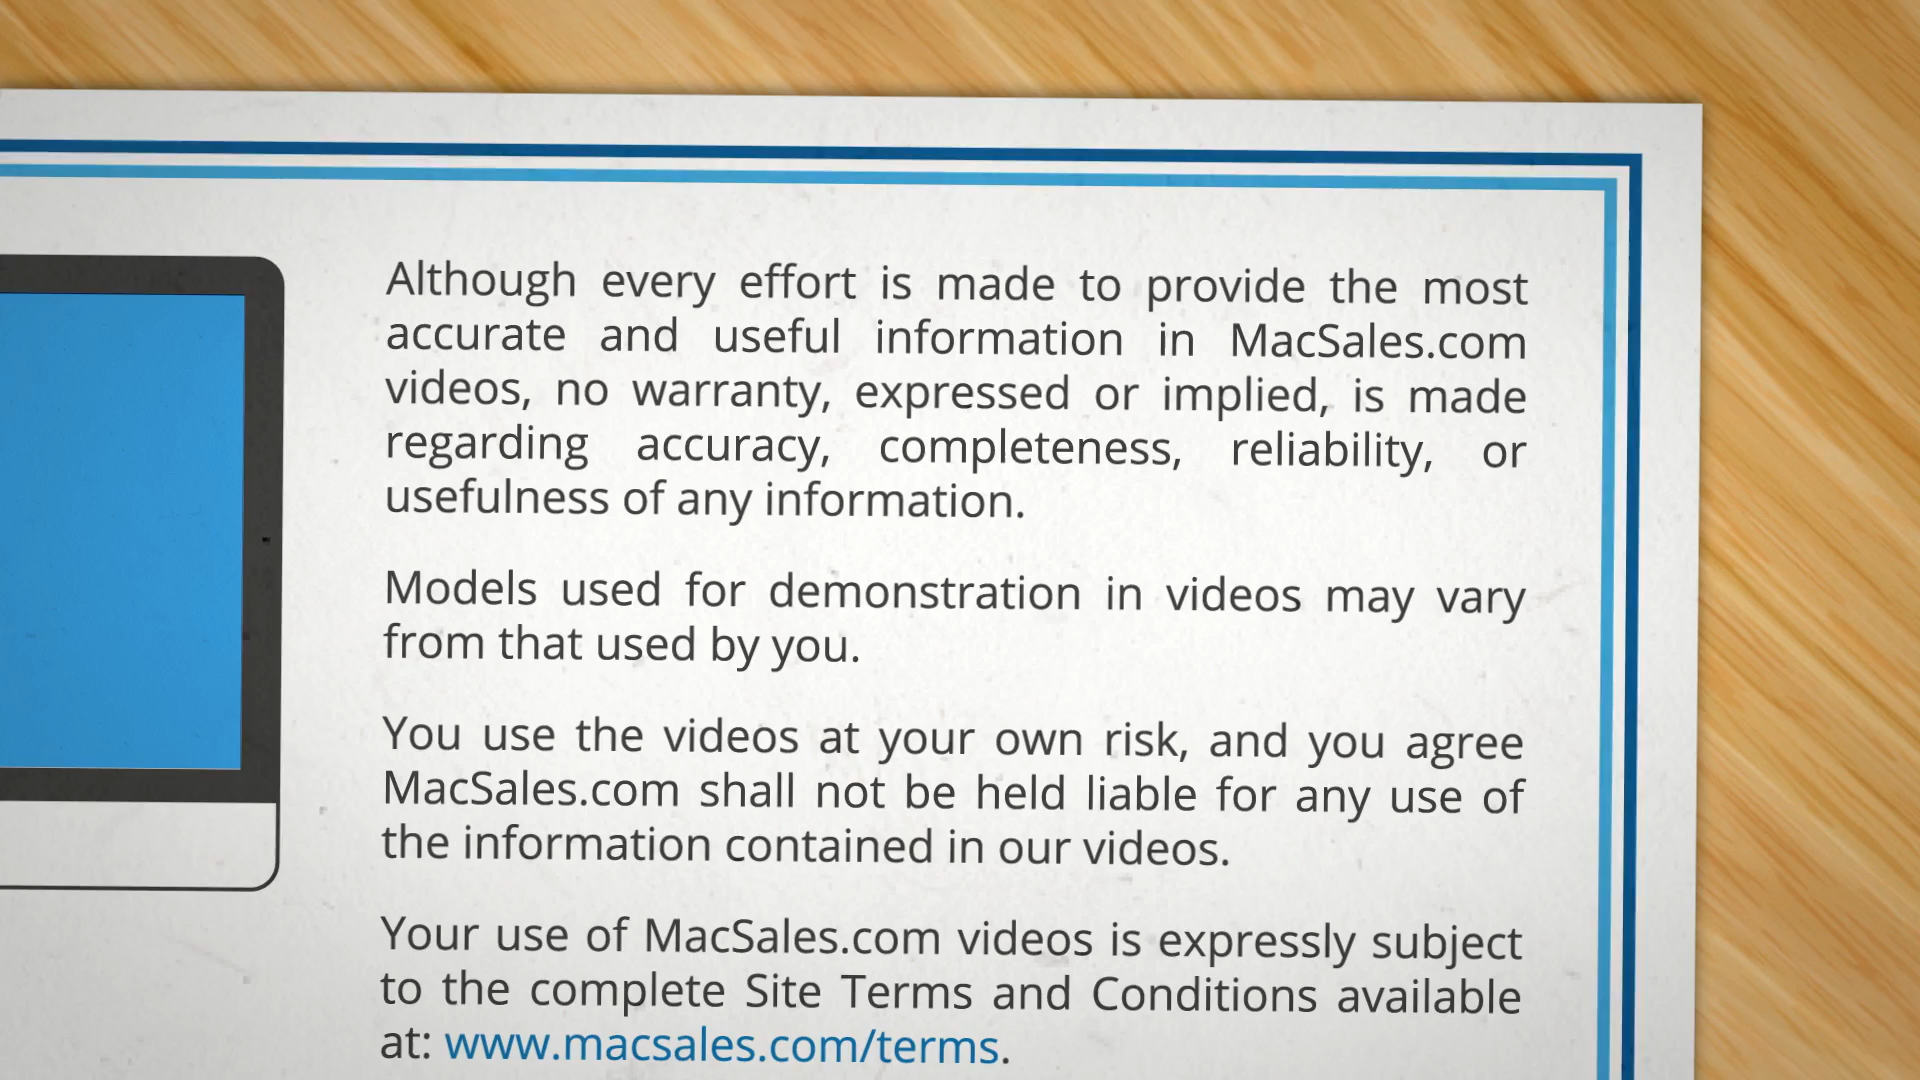 Although every effort is made to provide the most
accurate and useful information in MacSales.com
videos, no warranty, expressed or implied, is made
regarding accuracy, completeness, reliability, or
usefulness of any information.
Models used for demonstration in videos may vary
from that used by you.
You use the videos at your own risk, and you agree
MacSales.com shall not be held liable for any use of
the information contained in our videos.
Your use of MacSales.com videos is expressly subject
to the complete Site Terms and Conditions available
at: www.macsales.com/terms.